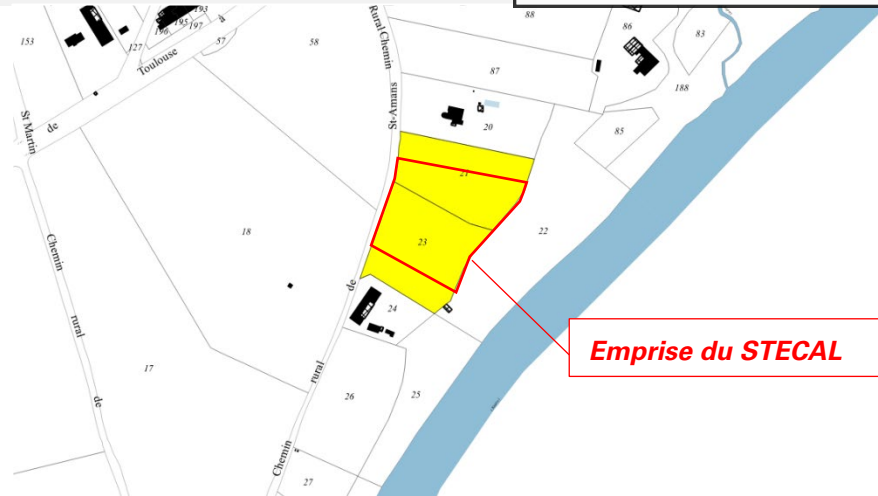 193
195
196
197
153
127
57
58
Toulouse
de
St Martin
Chemin
rural
de
Rural Chemin
St-Amans
de
rural
Chemin
88
86
83
87
188
20
85
21
22
23
18
24
17
25
26
27
Emprise du STECAL